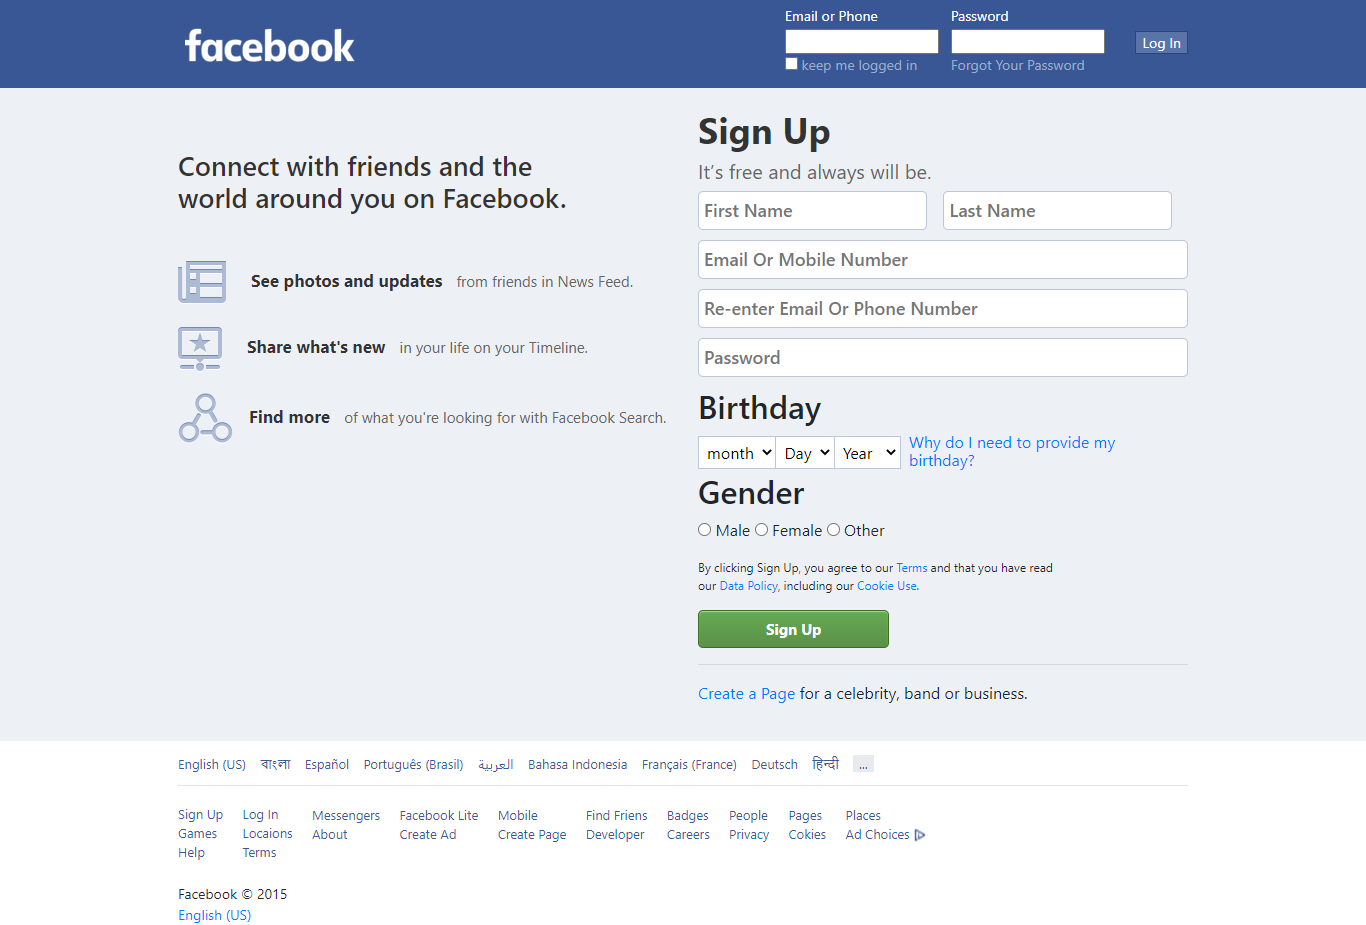 facebook
Email or Phone
Password
Log In
keep me logged in
Forgot Your Password
Connect with friends and the
world around you on Facebook.
See photos and updates from friends in News Feed.
Share what's new in your life on your Timeline.
Find more of what you're looking for with Facebook Search.
Sign Up
It’s free and always will be.
First Name
Last Name
Email Or Mobile Number
Re-enter Email Or Phone Number
Password
Birthday
month Day Year
Why do I need to provide my
birthday?
Gender
Male Female Other
By clicking Sign Up, you agree to our Terms and that you have read
our Data Policy, including our Cookie Use.
Sign Up
Create a Page for a celebrity, band or business.
English (US) বাংলা Español Português (Brasil) العربية Bahasa Indonesia Français (France) Deutsch हिन्दी ...
Sign Up Log In Messengers Facebook Lite Mobile Find Friens Badges People Pages Places
Games Locaions About Create Ad Create Page Developer Careers Privacy Cokies Ad Choices
Help Terms
Facebook © 2015
English (US)